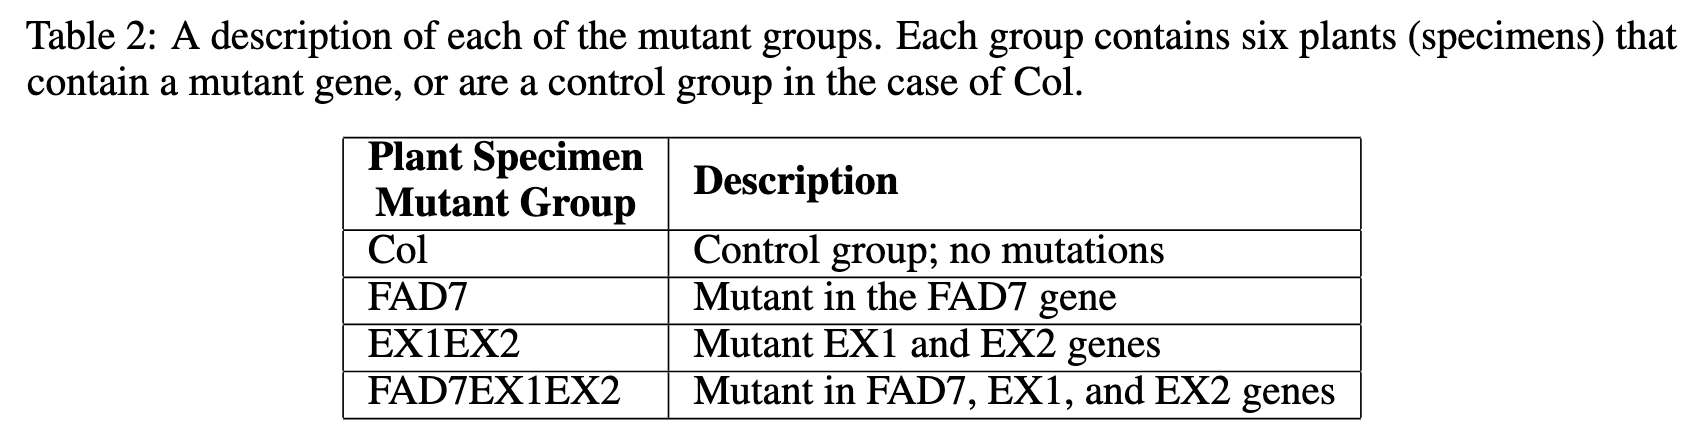 Table 2: A description of each of the mutant groups. Each group contains six plants (specimens) that
contain a mutant gene, or are a control group in the case of Col.
Plant Specimen
Mutant Group
Description
Col
Control group; no mutations
FAD7
Mutant in the FAD7 gene
EX1EX2
Mutant EX1 and EX2 genes
FAD7EX1EX2
Mutant in FAD7, EX1, and EX2 genes